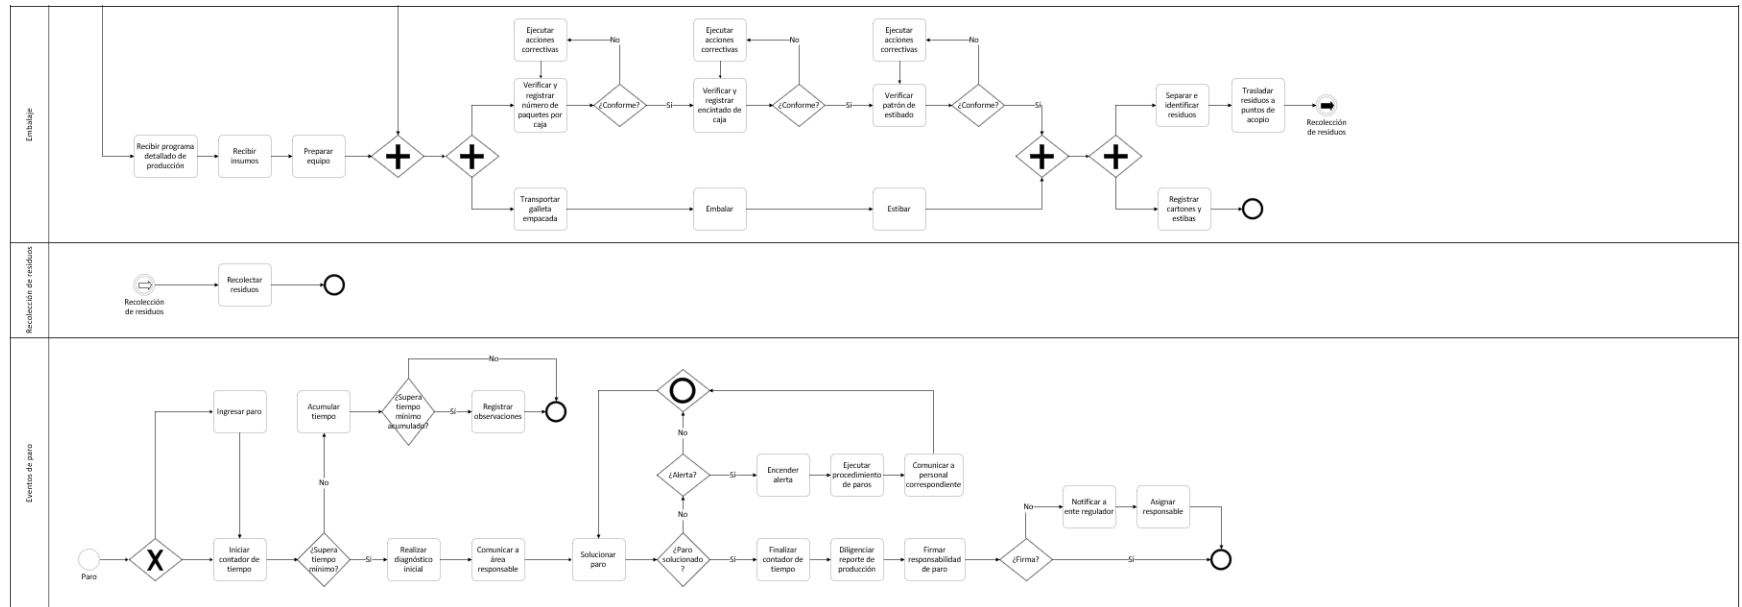 Embalaje
Ejecutar
acciones
correctivas
No
Ejecutar
acciones
correctivas
No
Ejecutar
acciones
correctivas
No
Verificar y
registrar
número de
paquetes por
caja
¿Conforme?
Sí
Verificar y
registrar
encintado de
caja
¿Conforme?
Sí
Verificar
patrón de
estibado
¿Conforme?
Sí
Separar e
identificar
residuos
Trasladar
residuos a
puntos de
acopio
Recolección
de residuos
Recibir programa
detallado de
producción
Recibir
insumos
Preparar
equipo
Transportar
galleta
empacada
Embalar
Estibar
Registrar
cartones y
estibas
Recolección de residuos
Recolección
de residuos
Recolectar
residuos
Eventos de paro
No
Ingresar paro
Acumular
tiempo
¿Supera
tiempo
mínimo
acumulado?
Sí
Registrar
observaciones
No
No
¿Alerta?
Sí
Encender
alerta
Ejecutar
procedimiento
de paros
Comunicar a
personal
correspondiente
No
No
Notificar a
ente regulador
Asignar
responsable
Paro
X
Iniciar
contador de
tiempo
¿Supera
tiempo
mínimo?
Sí
Realizar
diagnóstico
inicial
Comunicar a
área
responsable
Solucionar
paro
¿Paro
solucionado
?
Sí
Finalizar
contador de
tiempo
Diligenciar
reporte de
producción
Firmar
responsabilidad
de paro
¿Firma?
Sí